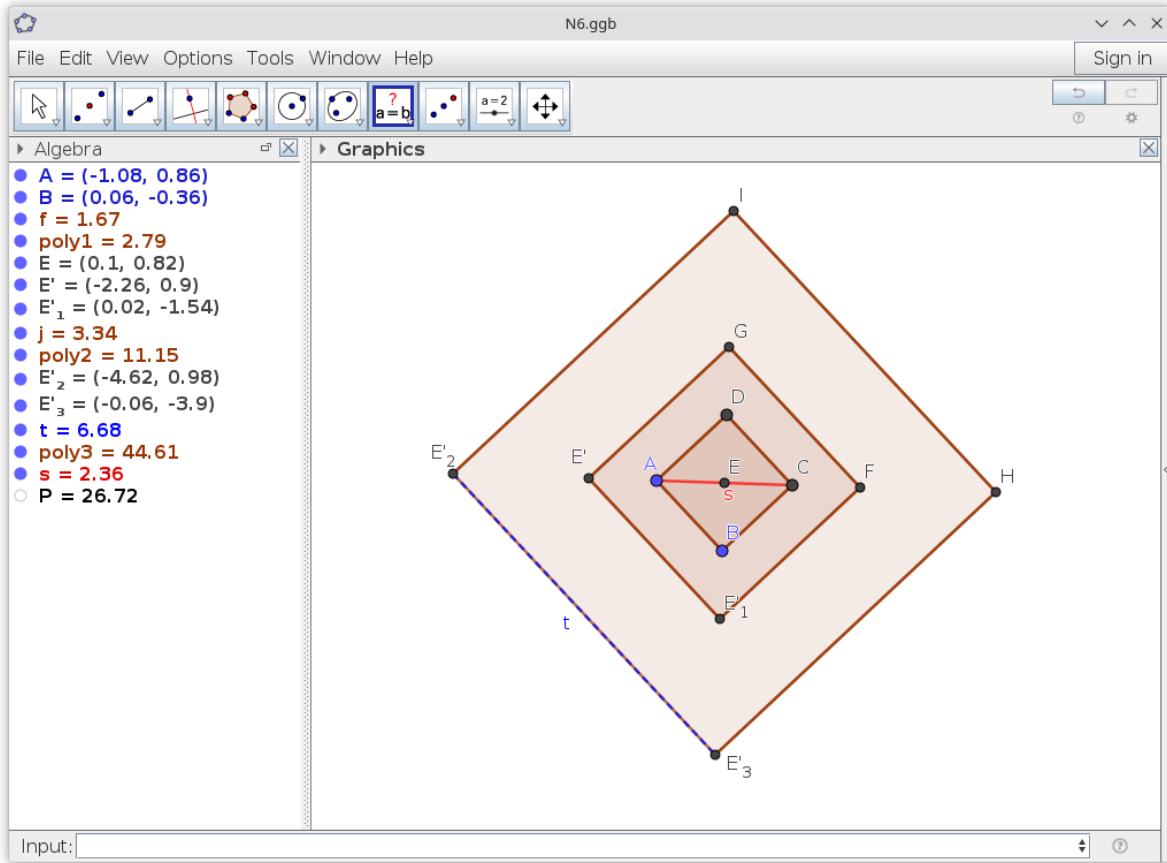 N6.ggb
File Edit View Options Tools Window Help
Sign in
? a=b
a=2
Algebra
Graphics
A = (-1.08, 0.86)
B = (0.06, -0.36)
f = 1.67
poly1 = 2.79
E = (0.1, 0.82)
E' = (-2.26, 0.9)
E'₁ = (0.02, -1.54)
j = 3.34
poly2 = 11.15
E'₂ = (-4.62, 0.98)
E'₃ = (-0.06, -3.9)
t = 6.68
poly3 = 44.61
s = 2.36
P = 26.72
I
G
D
E'₂
E'
A
E
C
F
H
s
B
E'₁
t
E'₃
Input: